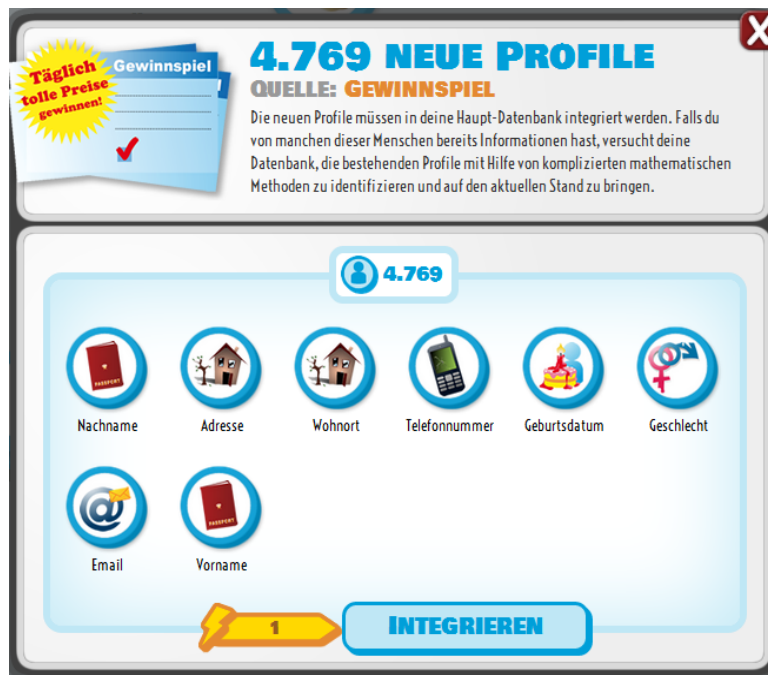 Täglich
tolle Preise
gewinnen!
Gewinnspiel
4.769 NEUE PROFILE
QUELLE: GEWINNSPIEL
Die neuen Profile müssen in deine Haupt-Datenbank integriert werden. Falls du
von manchen dieser Menschen bereits Informationen hast, versucht deine
Datenbank, die bestehenden Profile mit Hilfe von komplizierten mathematischen
Methoden zu identifizieren und auf den aktuellen Stand zu bringen.
X
4.769
PASSPORT
Nachname Adresse Wohnort Telefonnummer Geburtsdatum Geschlecht
@
PASSPORT
Email Vorname
1
INTEGRIEREN